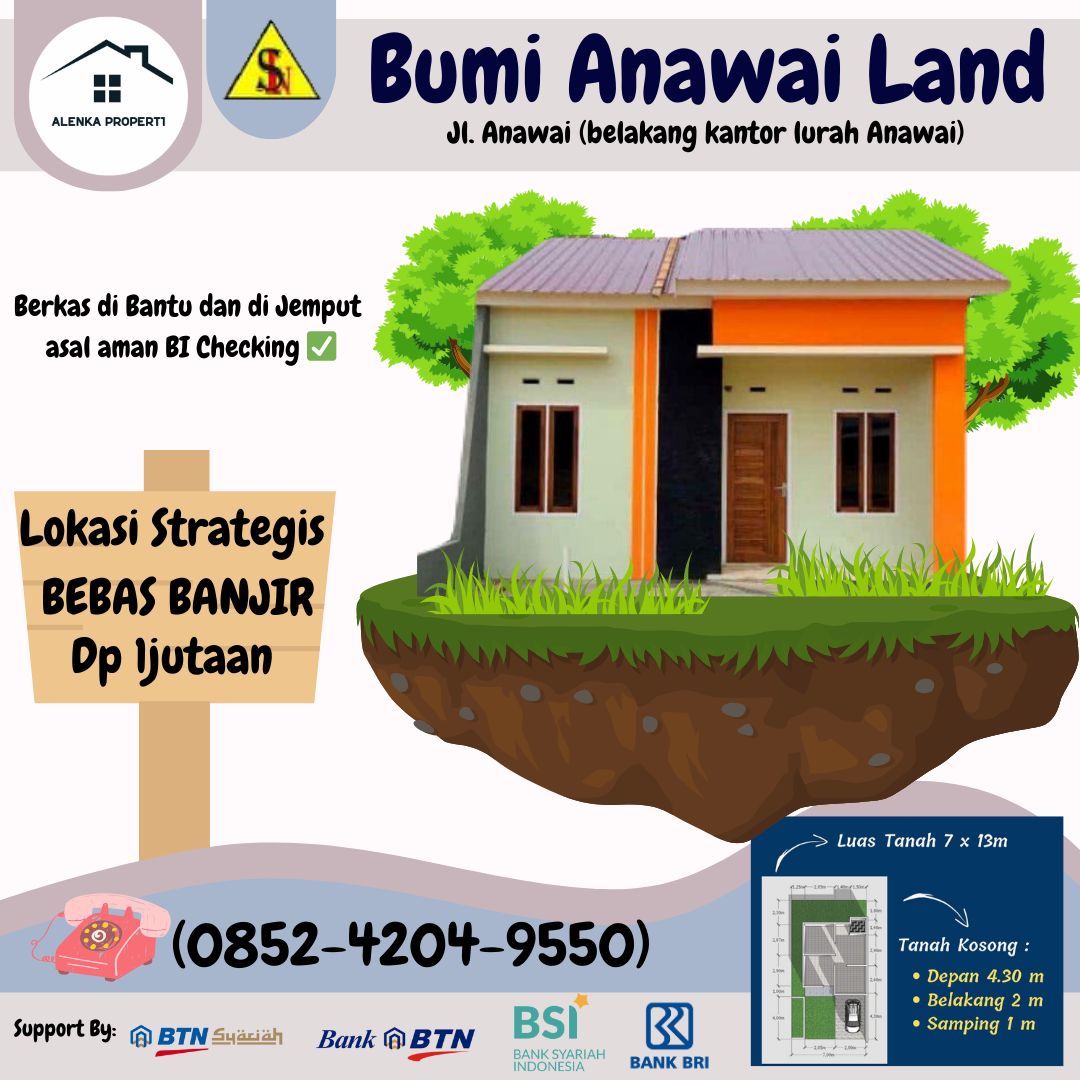 ALENKA PROPERTI
SLN
Bumi Anawai Land
Jl. Anawai (belakang kantor lurah Anawai)
Berkas di Bantu dan di Jemput
asal aman BI Checking ✅
Lokasi Strategis
BEBAS BANJIR
Dp 1jutaan
Luas Tanah 7 x 13m
Tanah Kosong :
• Depan 4.30 m
• Belakang 2 m
• Samping 1 m
(0852-4204-9550)
Support By:
BTN Syariah
Bank BTN
BSI
BANK SYARIAH
INDONESIA
BANK BRI